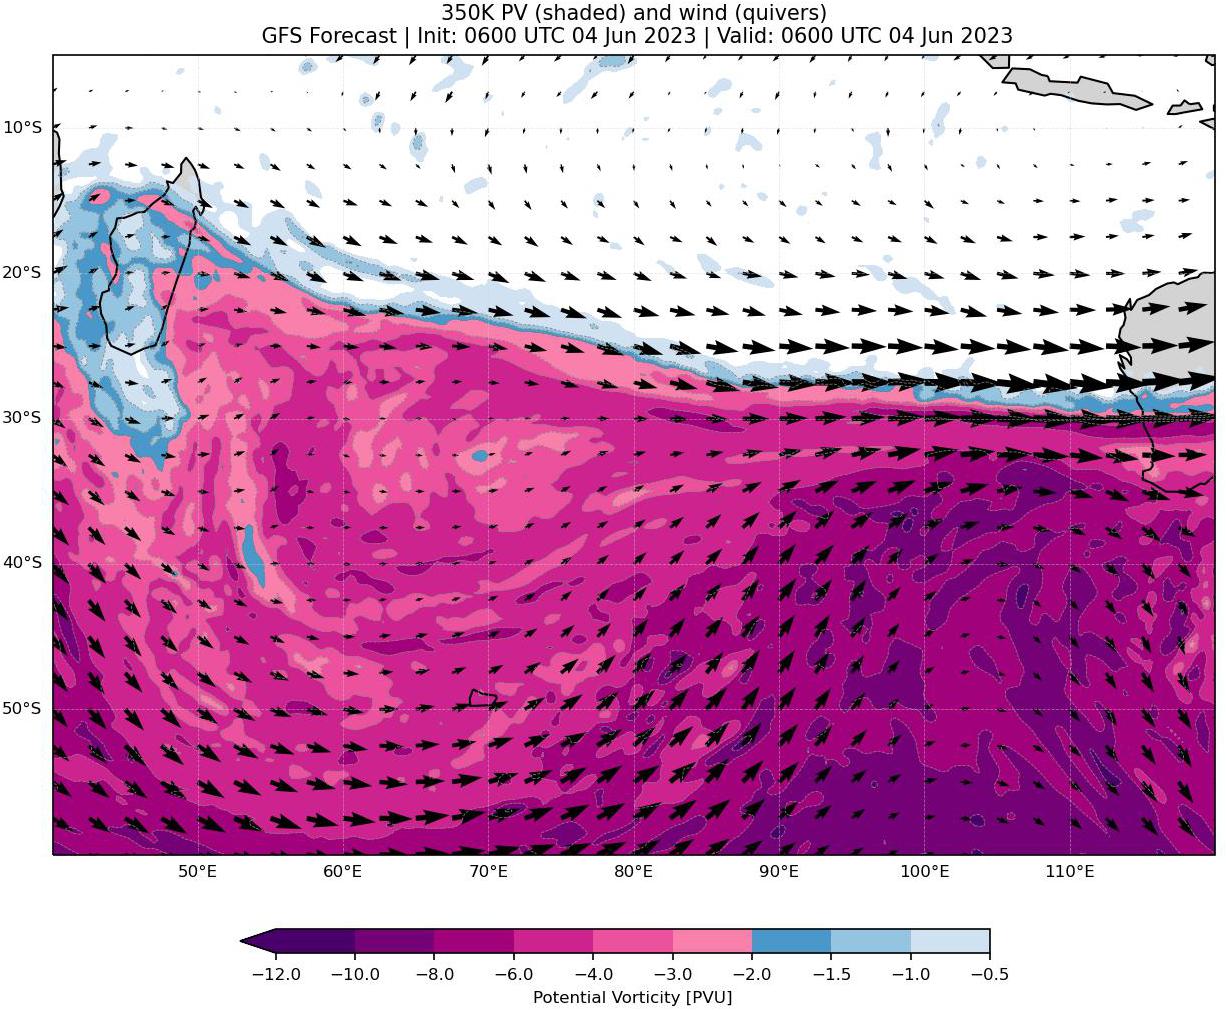 350K PV (shaded) and wind (quivers)
GFS Forecast | Init: 0600 UTC 04 Jun 2023 | Valid: 0600 UTC 04 Jun 2023
10°S
20°S
30°S
40°S
50°S
50°E 60°E 70°E 80°E 90°E 100°E 110°E
−12.0 −10.0 −8.0 −6.0 −4.0 −3.0 −2.0 −1.5 −1.0 −0.5
Potential Vorticity [PVU]